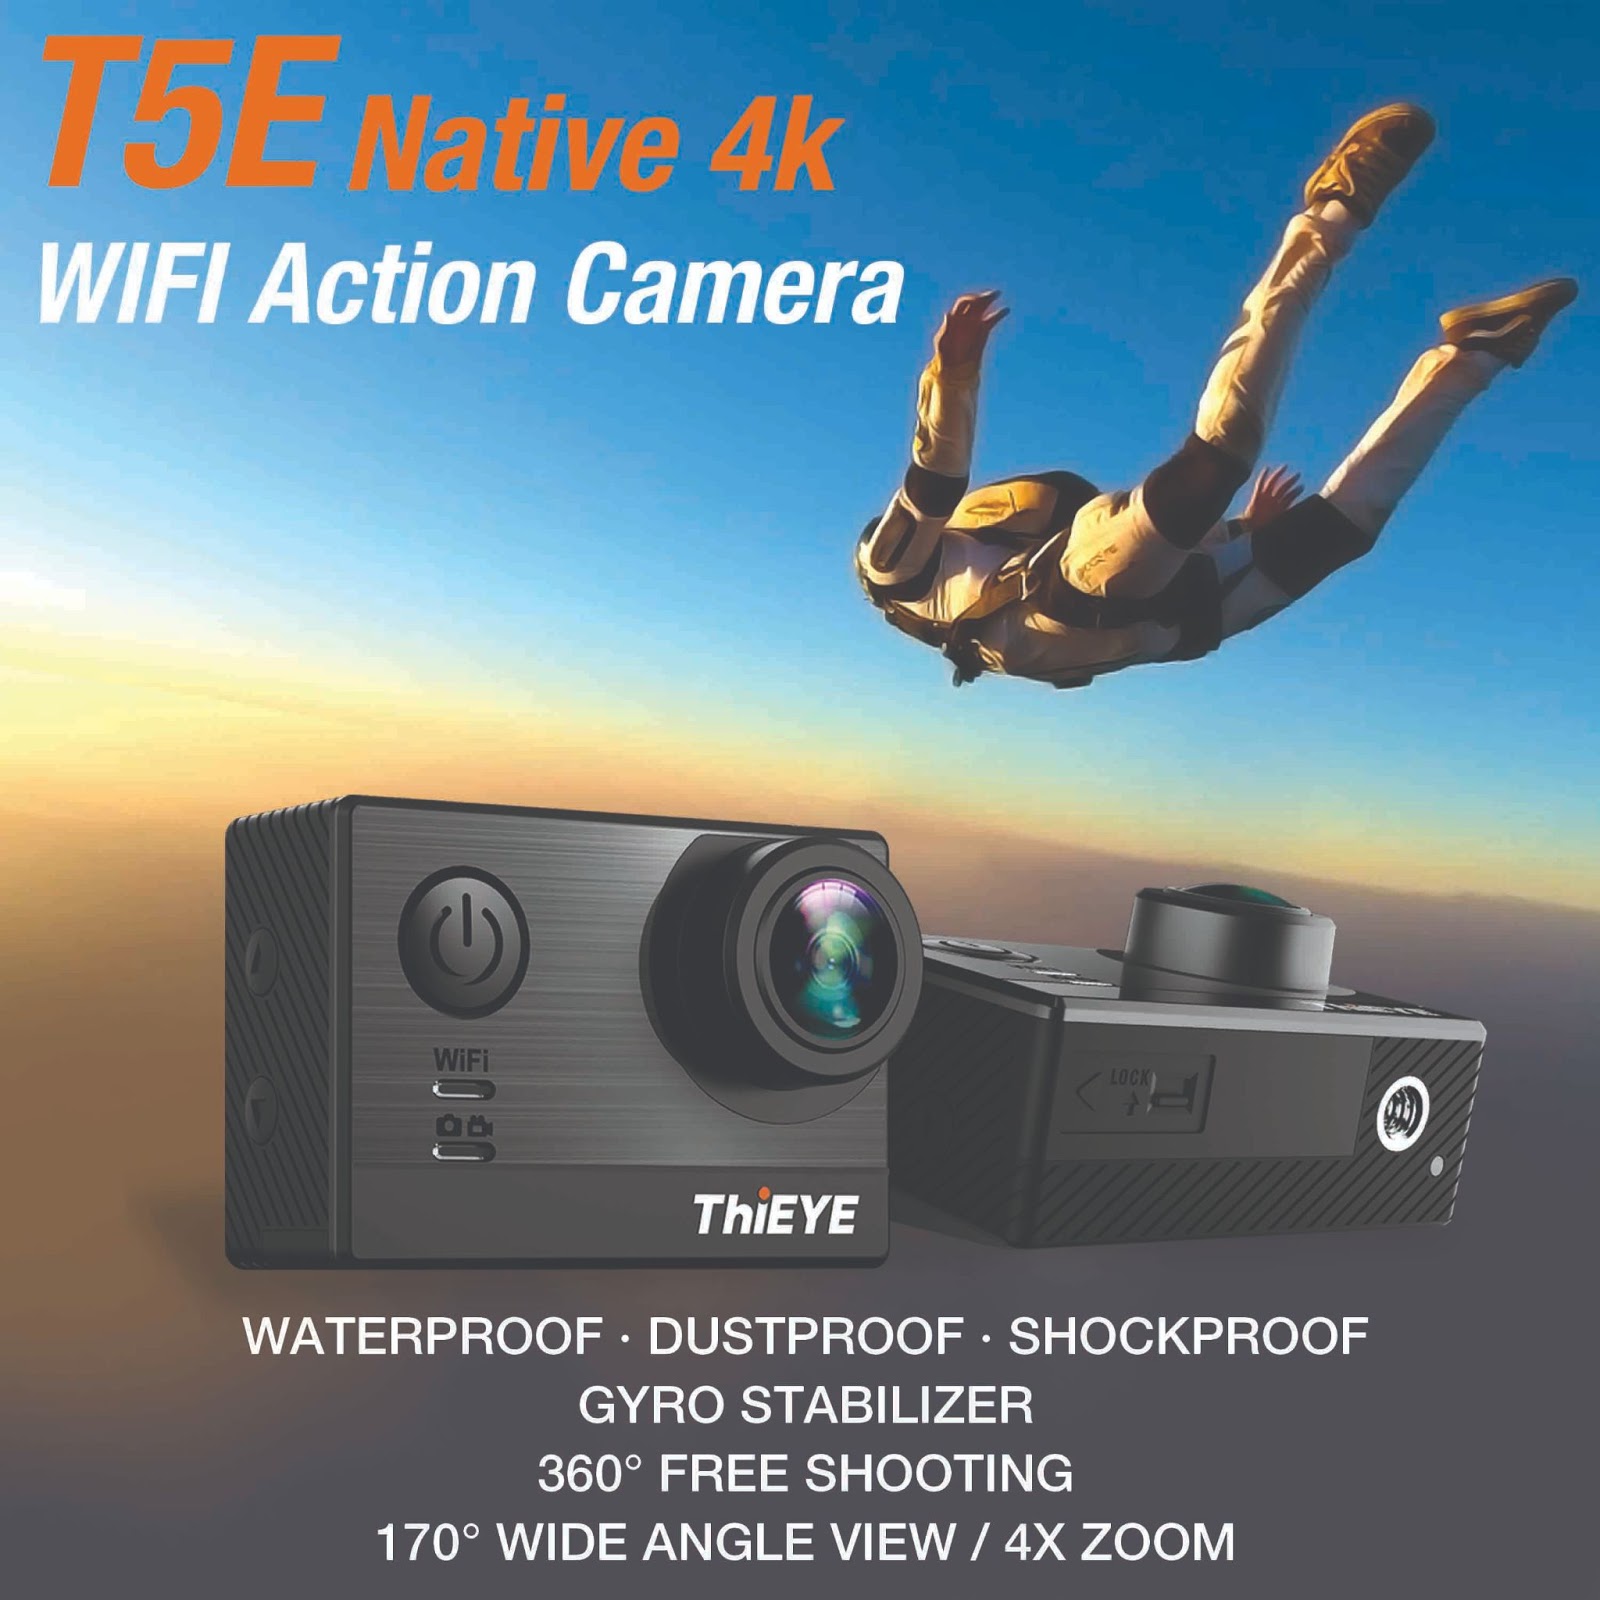 T5E Native 4k
WIFI Action Camera
WiFi
LOCK
ThiEYE
WATERPROOF · DUSTPROOF · SHOCKPROOF
GYRO STABILIZER
360° FREE SHOOTING
170° WIDE ANGLE VIEW / 4X ZOOM